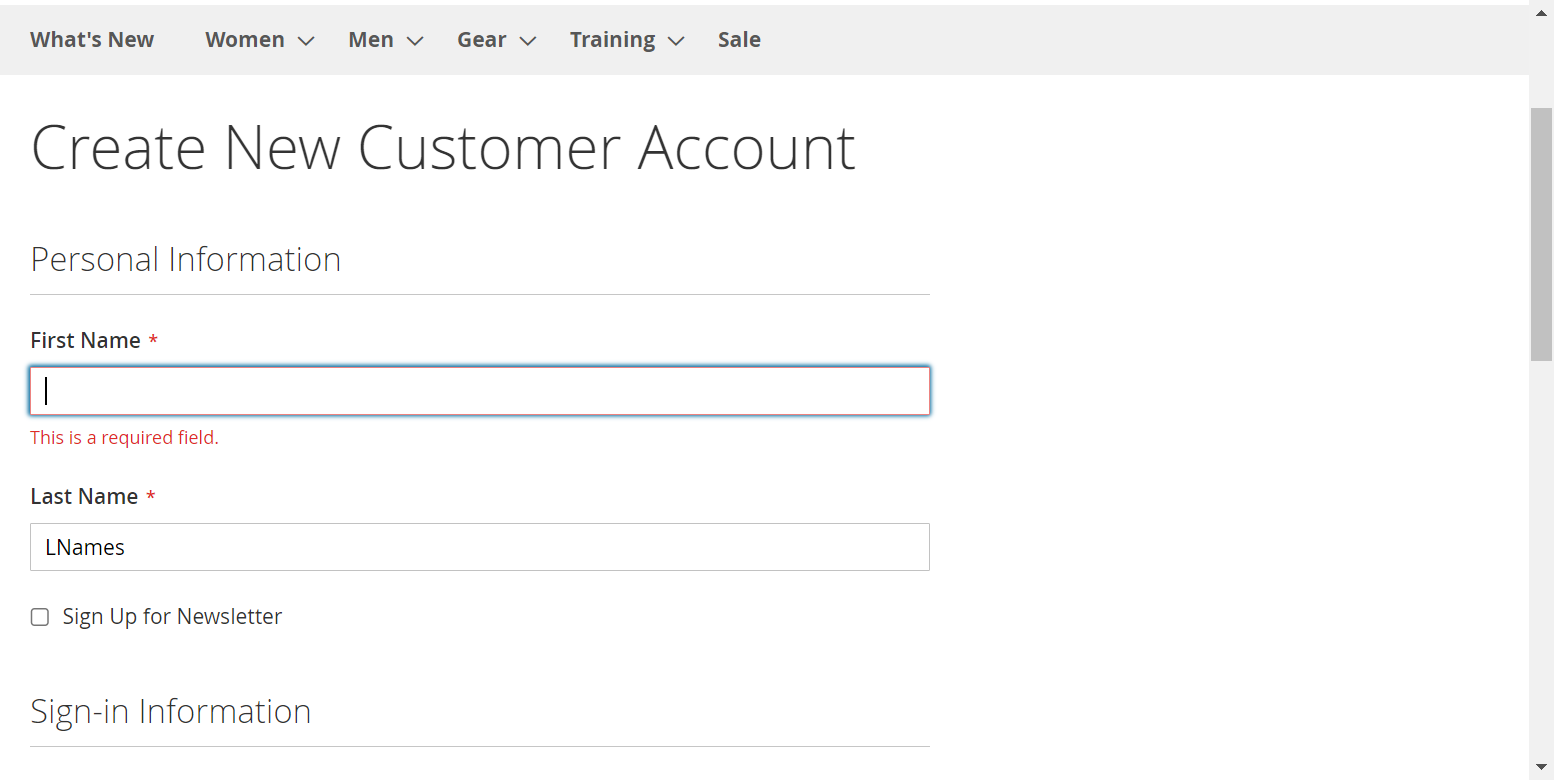 What's New Women Men Gear Training Sale
Create New Customer Account
Personal Information
First Name *
This is a required field.
Last Name *
LNames
Sign Up for Newsletter
Sign-in Information